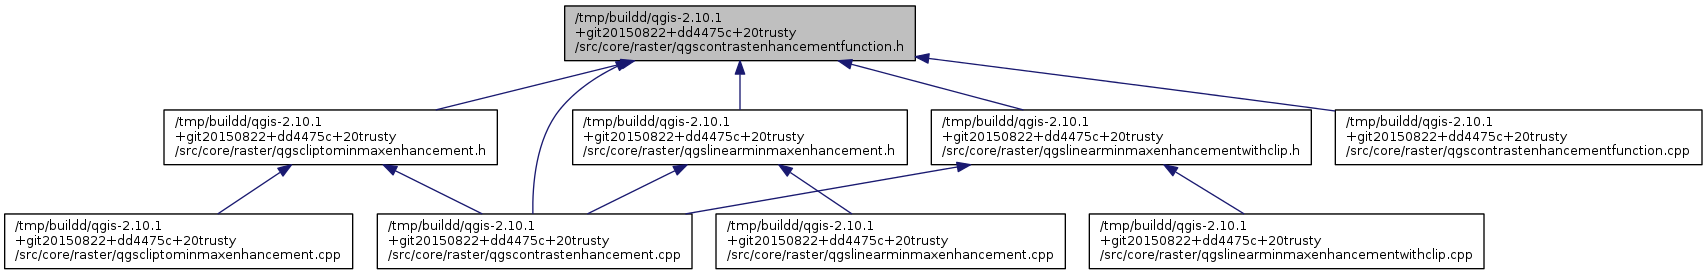 /tmp/buildd/qgis-2.10.1
+git20150822+dd4475c+20trusty
/src/core/raster/qgscontrastenhancementfunction.h
/tmp/buildd/qgis-2.10.1
+git20150822+dd4475c+20trusty
/src/core/raster/qgscliptominmaxenhancement.h
/tmp/buildd/qgis-2.10.1
+git20150822+dd4475c+20trusty
/src/core/raster/qgslinearminmaxenhancement.h
/tmp/buildd/qgis-2.10.1
+git20150822+dd4475c+20trusty
/src/core/raster/qgslinearminmaxenhancementwithclip.h
/tmp/buildd/qgis-2.10.1
+git20150822+dd4475c+20trusty
/src/core/raster/qgscontrastenhancementfunction.cpp
/tmp/buildd/qgis-2.10.1
+git20150822+dd4475c+20trusty
/src/core/raster/qgscliptominmaxenhancement.cpp
/tmp/buildd/qgis-2.10.1
+git20150822+dd4475c+20trusty
/src/core/raster/qgscontrastenhancement.cpp
/tmp/buildd/qgis-2.10.1
+git20150822+dd4475c+20trusty
/src/core/raster/qgslinearminmaxenhancement.cpp
/tmp/buildd/qgis-2.10.1
+git20150822+dd4475c+20trusty
/src/core/raster/qgslinearminmaxenhancementwithclip.cpp